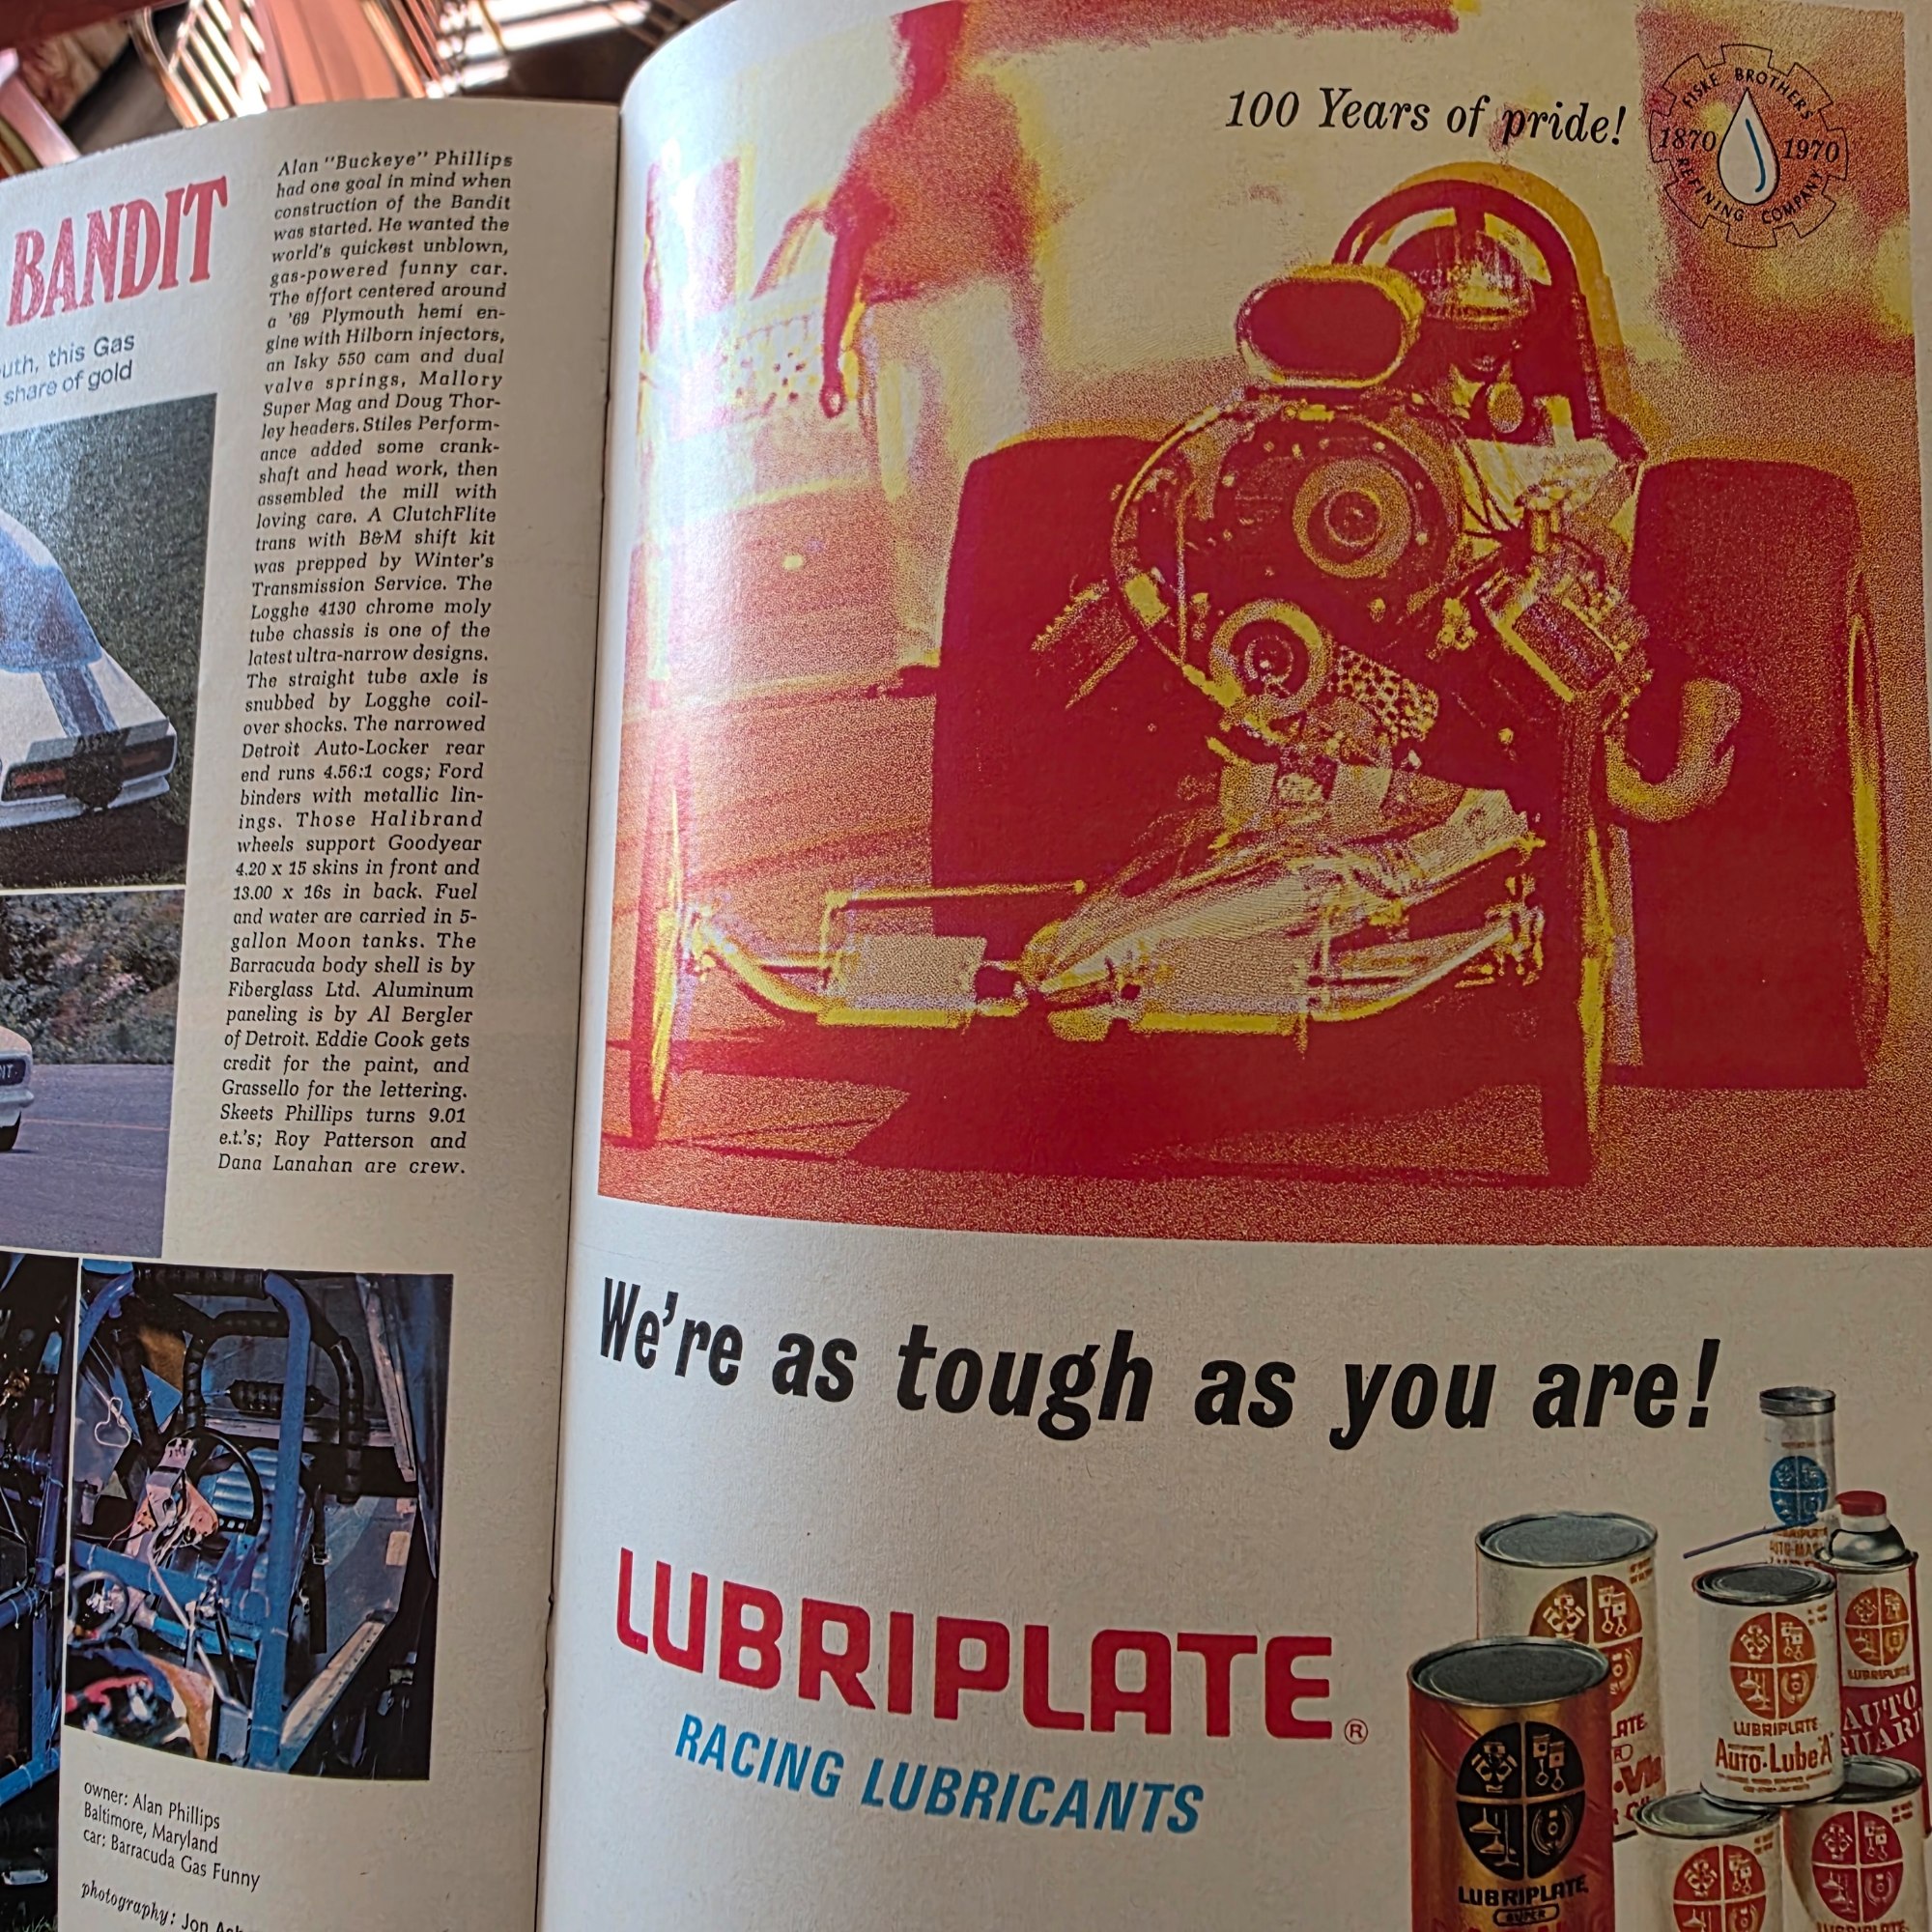 BANDIT
this Gas
share of gold
Alan "Buckeye" Phillips
had one goal in mind when
construction of the Bandit
was started. He wanted the
world's quickest unblown,
gas-powered funny car.
The effort centered around
a '69 Plymouth hemi en-
gine with Hilborn injectors,
an Isky 550 cam and dual
valve springs, Mallory
Super Mag and Doug Thor-
ley headers. Stiles Perform-
ance added some crank-
shaft and head work, then
assembled the mill with
loving care. A ClutchFlite
trans with B&M shift kit
was prepped by Winter's
Transmission Service. The
Logghe 4130 chrome moly
tube chassis is one of the
latest ultra-narrow designs.
The straight tube axle is
snubbed by Logghe coil-
over shocks. The narrowed
Detroit Auto-Locker rear
end runs 4.56:1 cogs; Ford
binders with metallic lin-
ings. Those Halibrand
wheels support Goodyear
4.20 x 15 skins in front and
13.00 x 16s in back. Fuel
and water are carried in 5-
gallon Moon tanks. The
Barracuda body shell is by
Fiberglass Ltd. Aluminum
paneling is by Al Bergler
of Detroit. Eddie Cook gets
credit for the paint, and
Grassello for the lettering.
Skeets Phillips turns 9.01
e.t.'s; Roy Patterson and
Dana Lanahan are crew.
owner: Alan Phillips
Baltimore, Maryland
car: Barracuda Gas Funny
photography: Jon
100 Years of pride!
FISKE BROTHERS
1870 1970
REFINING COMPANY
We're as tough as you are!
LUBRIPLATE®
RACING LUBRICANTS
LUBRIPLATE
AUTO
LUBRIPLATE
Auto-Lube "A"
LUBRIPLATE
SUPER
LUBRIPLATE